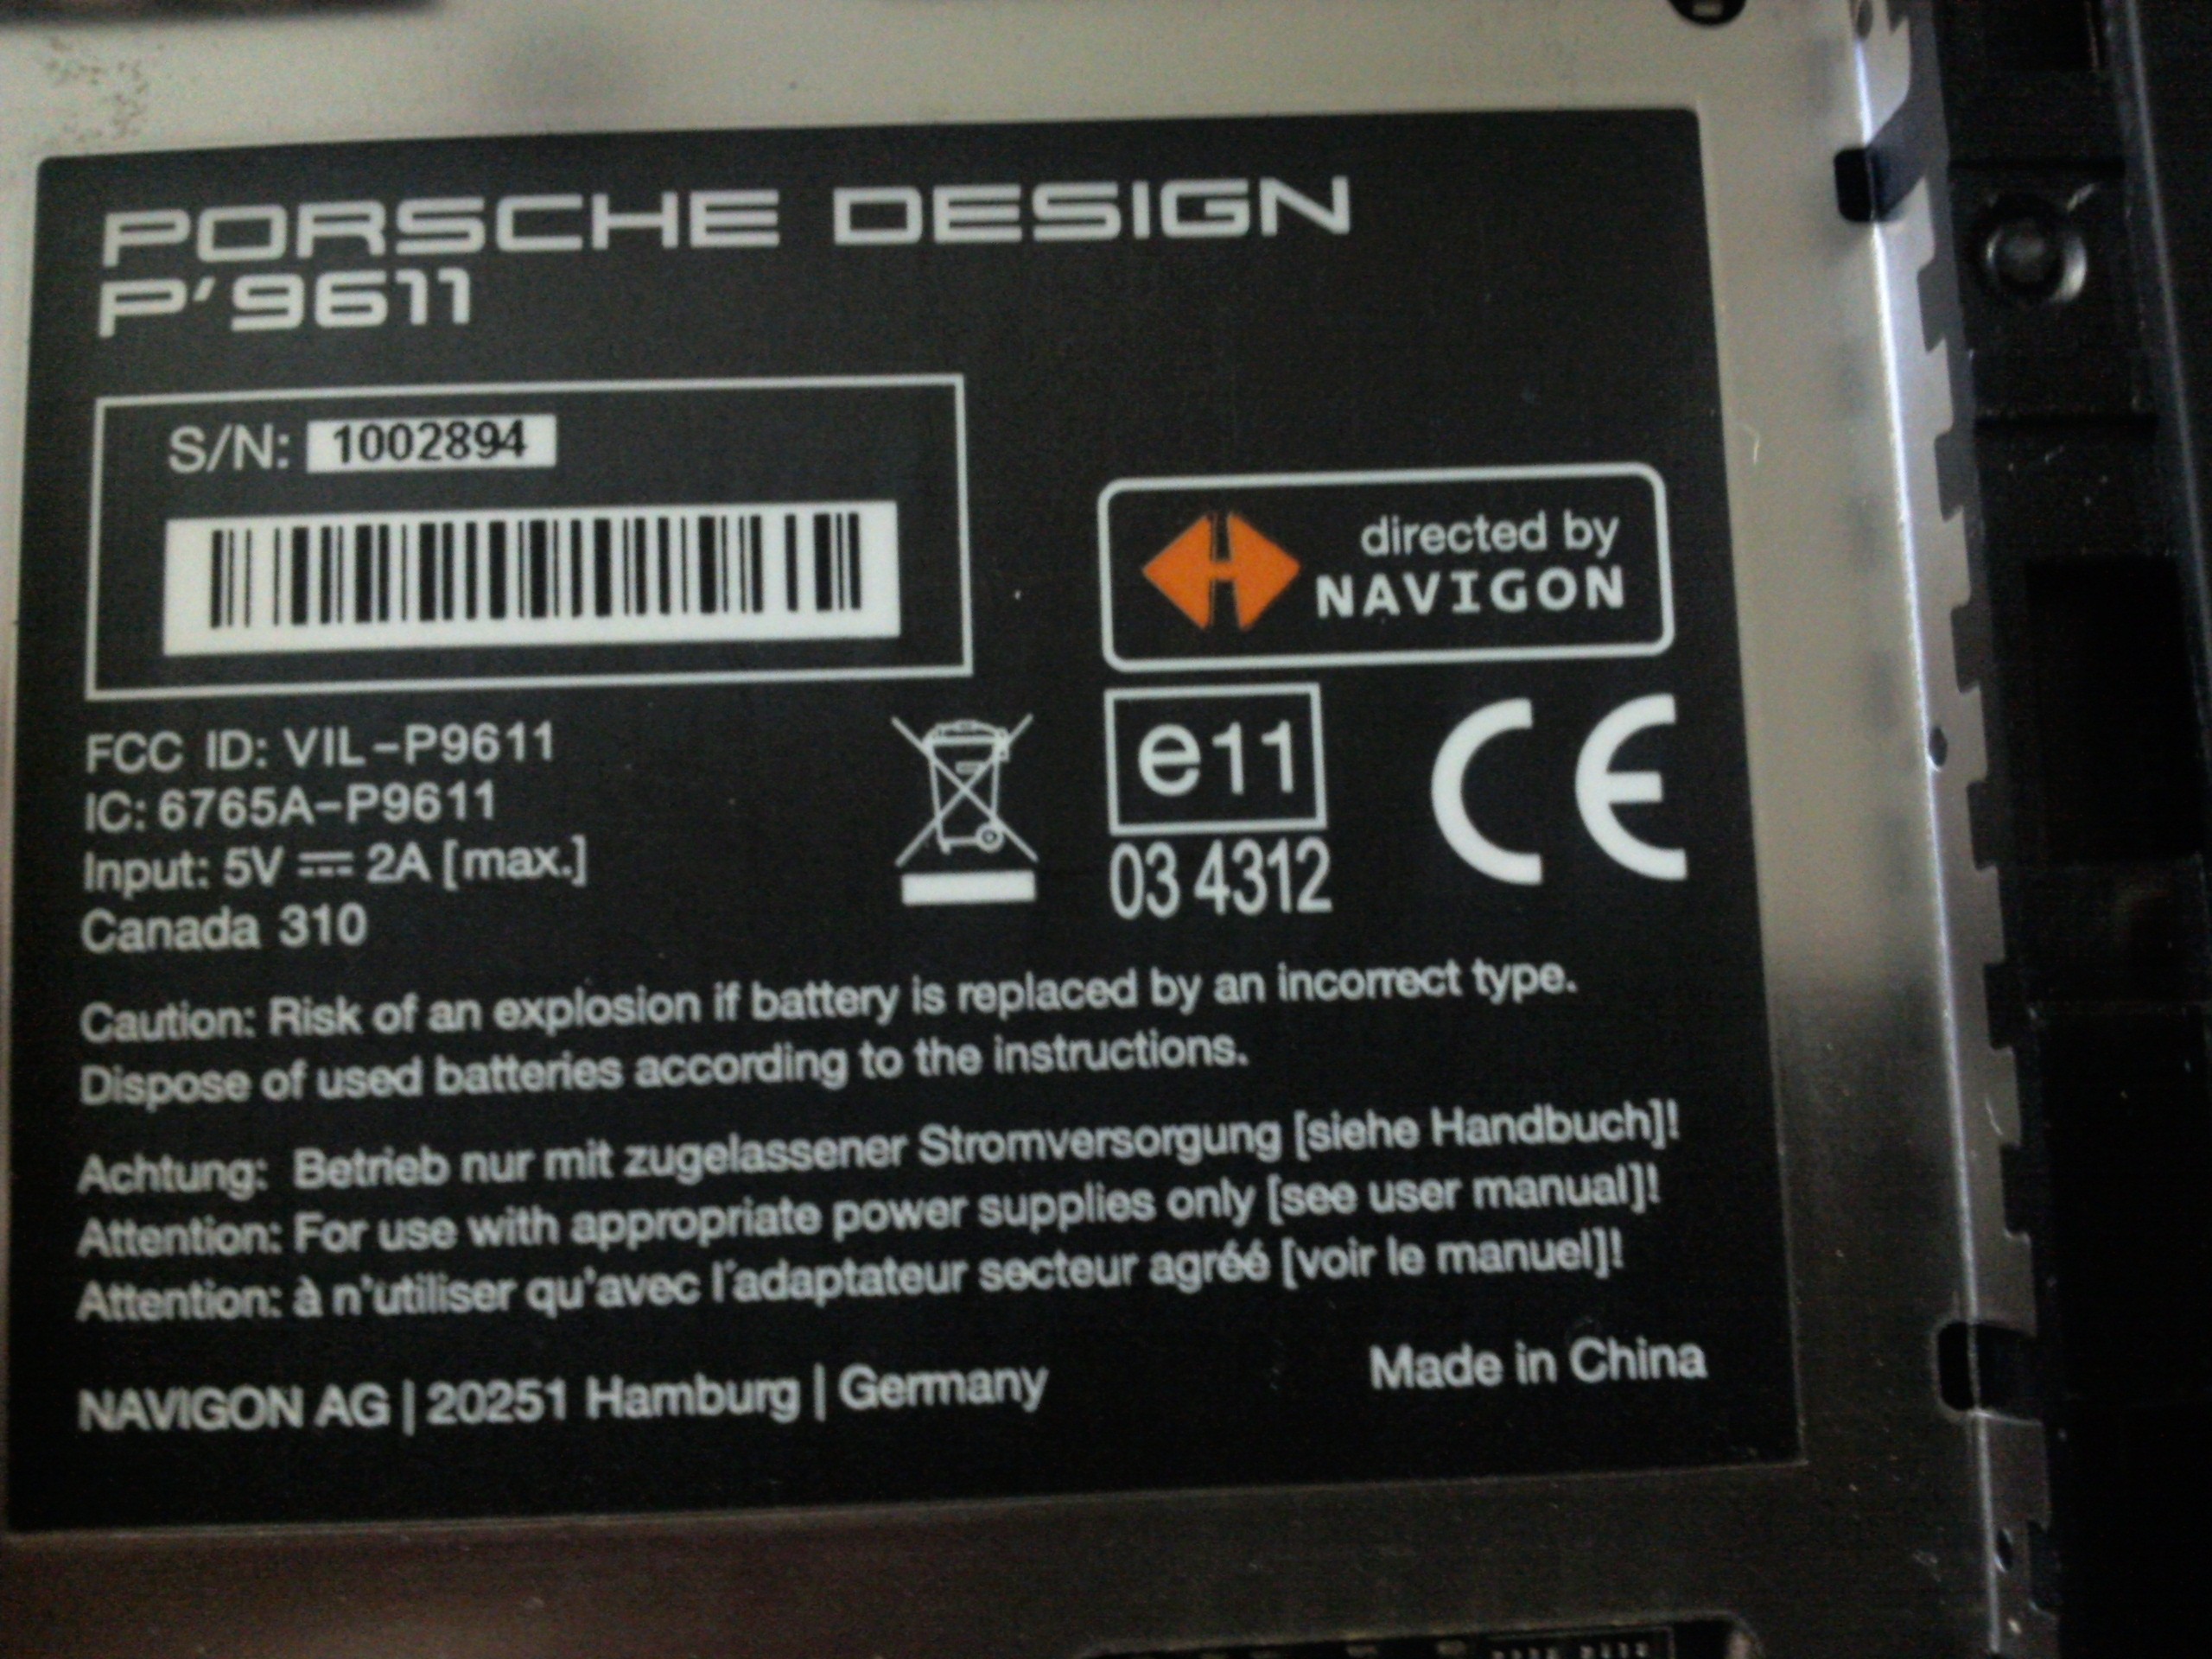 PORSCHE DESIGN
P'9611
S/N: 1002894
directed by
NAVIGON
FCC ID: VIL-P9611
IC: 6765A-P9611
Input: 5V ⎓ 2A [max.]
Canada 310
e11
03 4312
CE
Caution: Risk of an explosion if battery is replaced by an incorrect type.
Dispose of used batteries according to the instructions.
Achtung: Betrieb nur mit zugelassener Stromversorgung [siehe Handbuch]!
Attention: For use with appropriate power supplies only [see user manual]!
Attention: à n'utiliser qu'avec l'adaptateur secteur agréé [voir le manuel]!
NAVIGON AG | 20251 Hamburg | Germany
Made in China